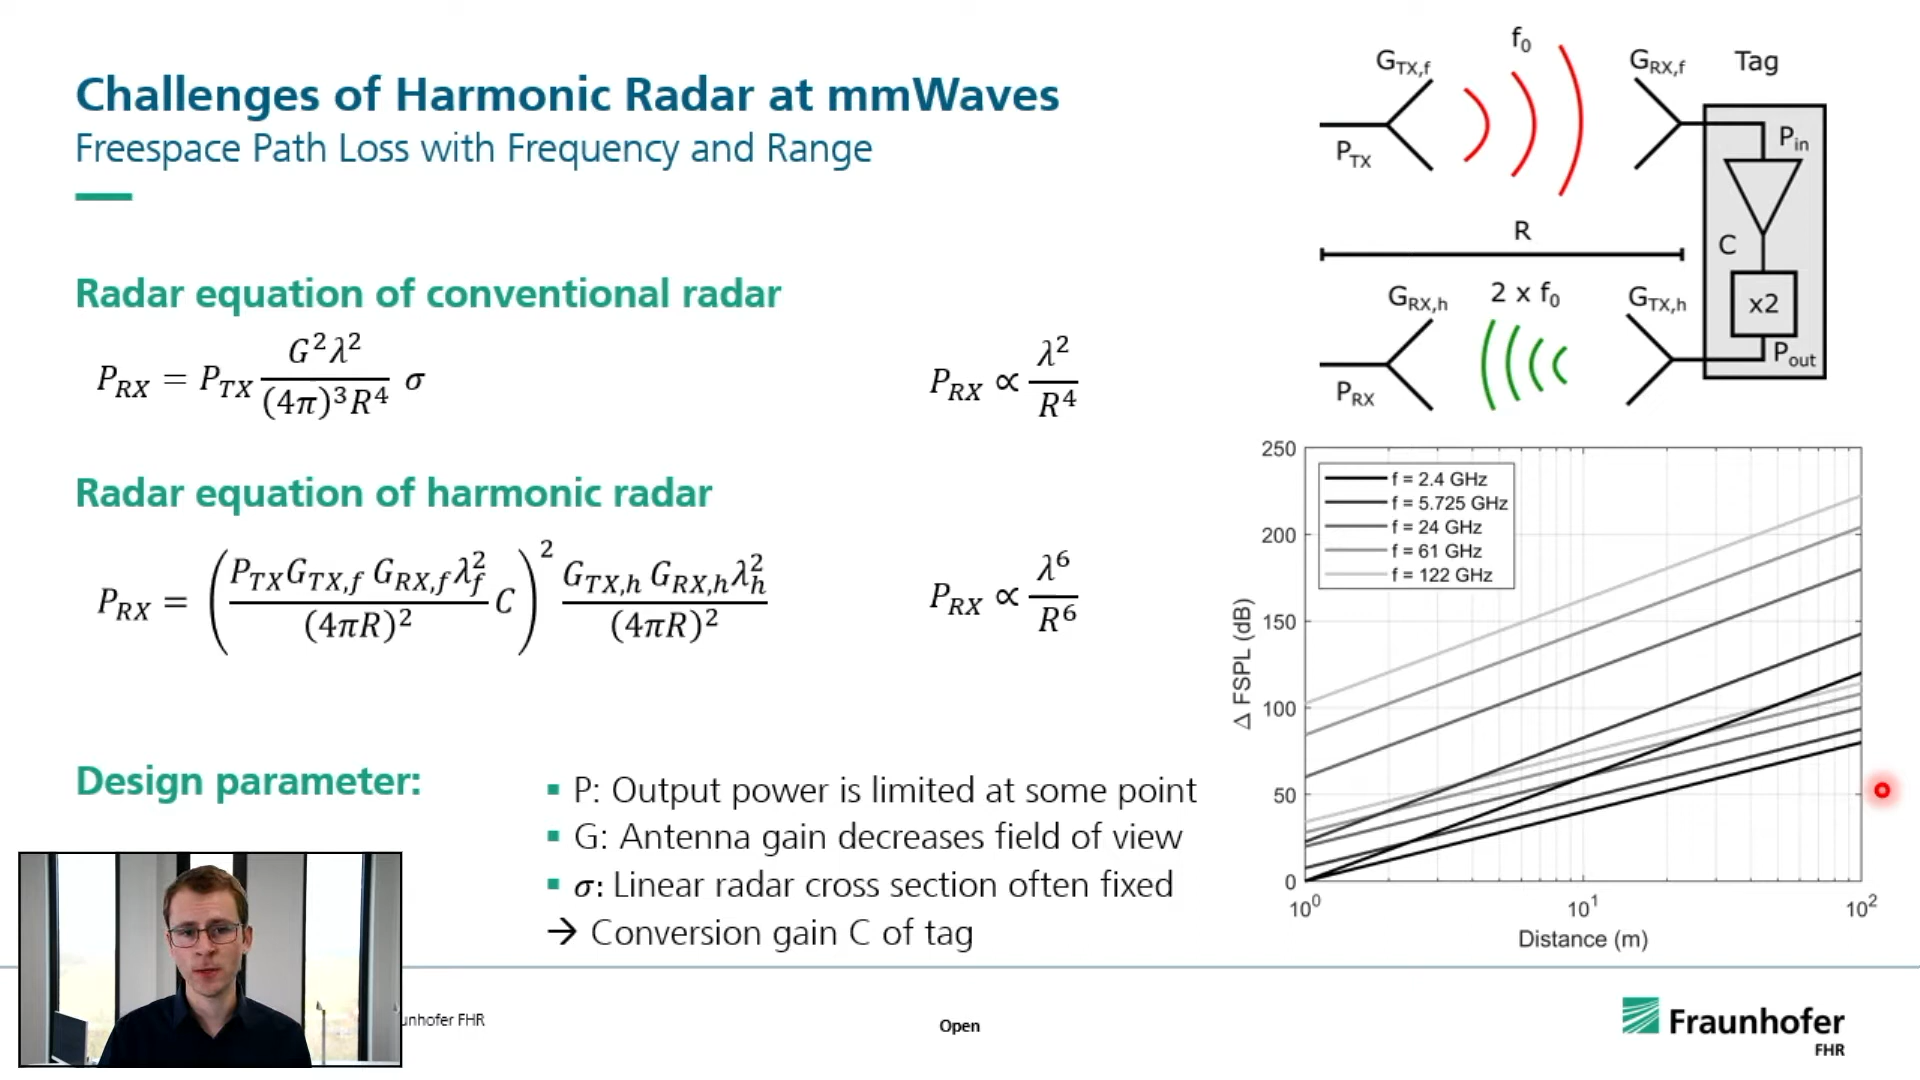 Challenges of Harmonic Radar at mmWaves
Freespace Path Loss with Frequency and Range
Radar equation of conventional radar
P_RX = P_TX G²λ² / (4π)³R⁴ σ
P_RX ∝ λ² / R⁴
Radar equation of harmonic radar
P_RX = (P_TX G_TX,f G_RX,f λ_f² / (4πR)² C)² G_TX,h G_RX,h λ_h² / (4πR)²
P_RX ∝ λ⁶ / R⁶
Design parameter:
▪ P: Output power is limited at some point
▪ G: Antenna gain decreases field of view
▪ σ: Linear radar cross section often fixed
→ Conversion gain C of tag
G_TX,f
f₀
G_RX,f
Tag
P_TX
P_in
R
C
G_RX,h
2 x f₀
G_TX,h
x2
P_RX
P_out
250
200
150
100
50
0
Δ FSPL (dB)
f = 2.4 GHz
f = 5.725 GHz
f = 24 GHz
f = 61 GHz
f = 122 GHz
10⁰
10¹
10²
Distance (m)
unhofer FHR
Open
Fraunhofer
FHR